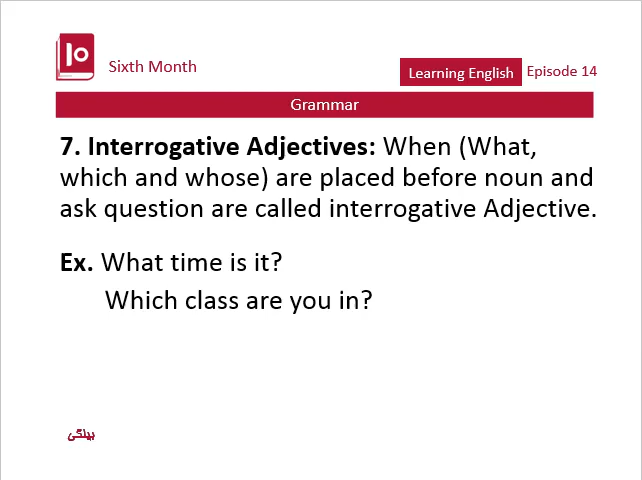 Sixth Month
Learning English
Episode 14
Grammar
7. Interrogative Adjectives: When (What,
which and whose) are placed before noun and
ask question are called interrogative Adjective.
Ex. What time is it?
Which class are you in?
بېلګې